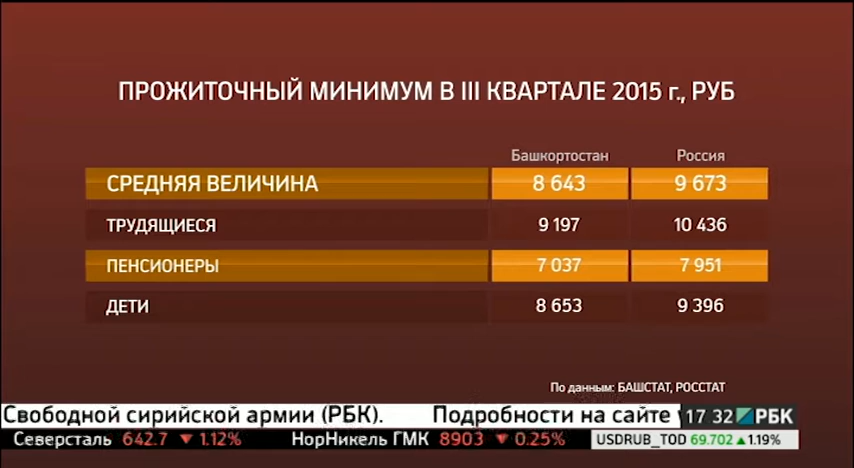 ПРОЖИТОЧНЫЙ МИНИМУМ В III КВАРТАЛЕ 2015 г., РУБ
Башкортостан Россия
СРЕДНЯЯ ВЕЛИЧИНА 8 643 9 673
ТРУДЯЩИЕСЯ 9 197 10 436
ПЕНСИОНЕРЫ 7 037 7 951
ДЕТИ 8 653 9 396
По данным: БАШСТАТ, РОССТАТ
Свободной сирийской армии (РБК). Подробности на сайте 17 32 РБК
Северсталь 642.7 ▼ 1.12% НорНикель ГМК 8903 ▼ 0.25% USDRUB_TOD 69.702 ▲ 1.19%